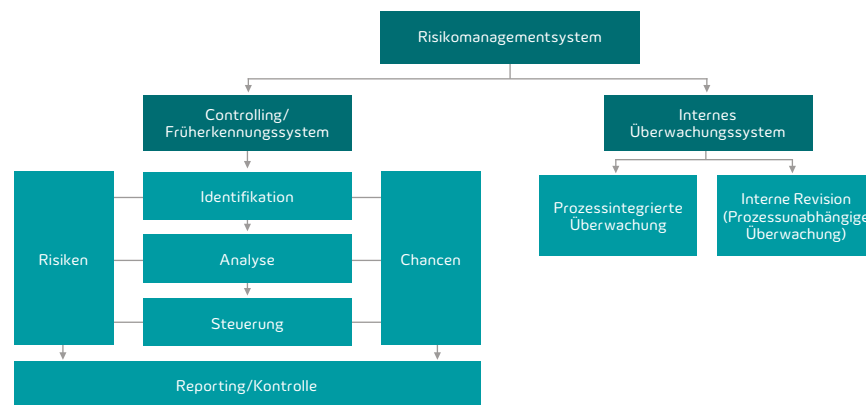 Risikomanagementsystem
Controlling/
Früherkennungssystem
Internes
Überwachungssystem
Risiken
Identifikation
Analyse
Steuerung
Chancen
Prozessintegrierte
Überwachung
Interne Revision
(Prozessunabhängige
Überwachung)
Reporting/Kontrolle